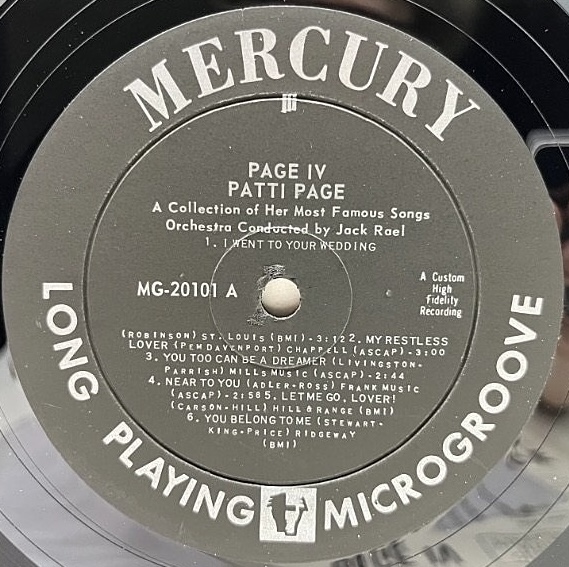 MERCURY
PAGE IV
PATTI PAGE
A Collection of Her Most Famous Songs
Orchestra Conducted by Jack Rael
1. I WENT TO YOUR WEDDING
MG-20101 A
A Custom
High
Fidelity
Recording
(ROBINSON) ST. LOUIS (BMI)-3:12 2. MY RESTLESS
LOVER (PEM DAVENPORT) CHAPPELL (ASCAP)-3:00
3. YOU TOO CAN BE A DREAMER (LIVINGSTON-
PARRISH) MILLS MUSIC (ASCAP)-2:44
4. NEAR TO YOU (ADLER-ROSS) FRANK MUSIC
(ASCAP)-2:58 5. LET ME GO, LOVER!
(CARSON-HILL) HILL & RANGE (BMI)
6. YOU BELONG TO ME (STEWART-
KING-PRICE) RIDGEWAY
(BMI)
LONG PLAYING MICROGROOVE